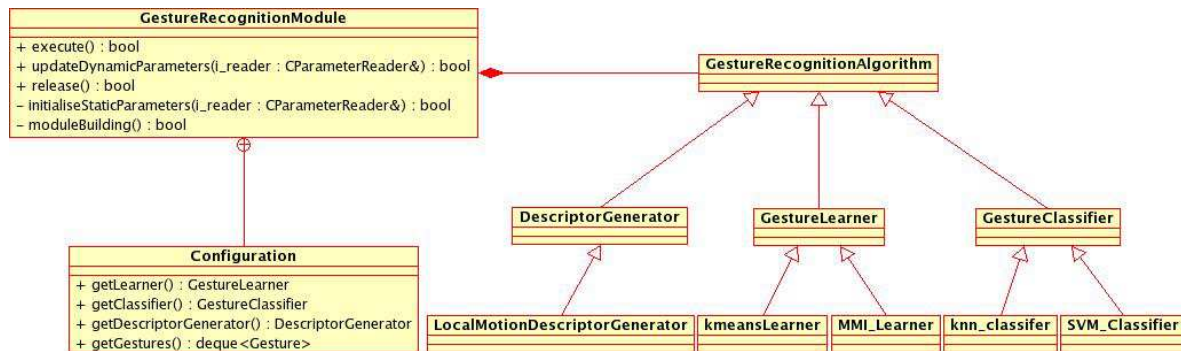 GestureRecognitionModule
+ execute() : bool
+ updateDynamicParameters(i_reader : CParameterReader&) : bool
+ release() : bool
– initialiseStaticParameters(i_reader : CParameterReader&) : bool
– moduleBuilding() : bool
GestureRecognitionAlgorithm
DescriptorGenerator
GestureLearner
GestureClassifier
Configuration
+ getLearner() : GestureLearner
+ getClassifier() : GestureClassifier
+ getDescriptorGenerator() : DescriptorGenerator
+ getGestures() : deque<Gesture>
LocalMotionDescriptorGenerator
kmeansLearner
MMI_Learner
knn_classifer
SVM_Classifier